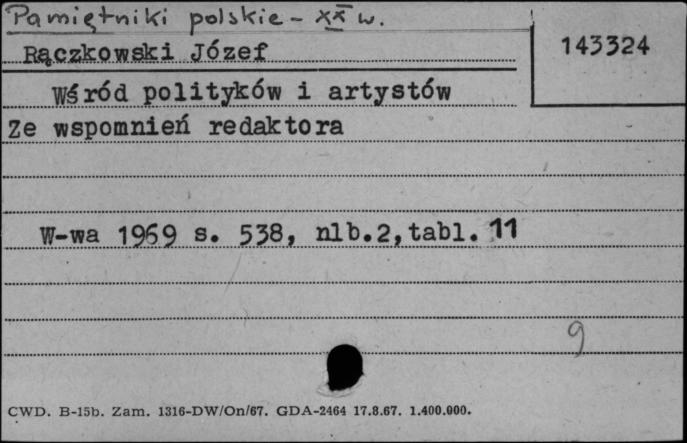 Pamiętniki polskie - XX w.
Rączkowski Józef
143324
Wśród polityków i artystów
Ze wspomnień redaktora
W-wa 1969 s. 538, nlb.2,tabl. 11
9
CWD. B-15b. Zam. 1316-DW/On/67. GDA-2464 17.8.67. 1.400.000.